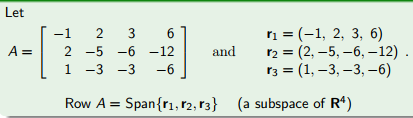 Let
A = [ −1 2 3 6 ; 2 −5 −6 −12 ; 1 −3 −3 −6 ] and r₁ = (−1, 2, 3, 6) r₂ = (2, −5, −6, −12) . r₃ = (1, −3, −3, −6)
Row A = Span{r₁, r₂, r₃} (a subspace of R⁴)